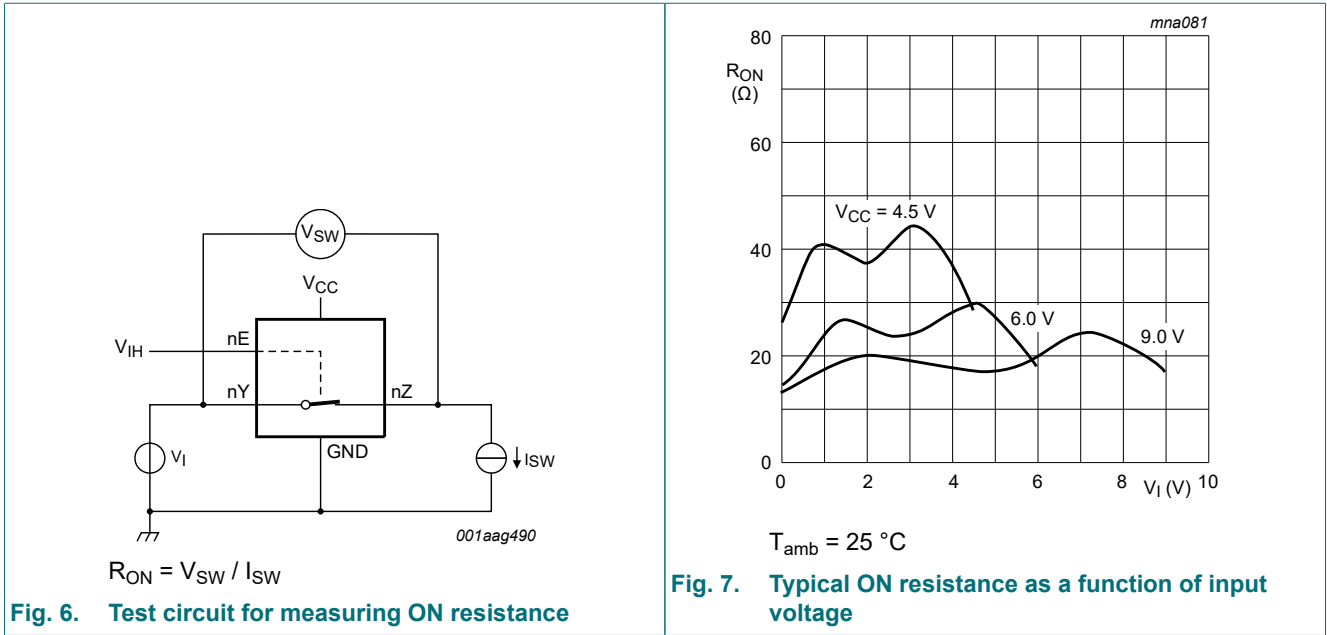 VSW
VCC
VIH
nE
nY
nZ
GND
VI
ISW
001aag490
RON = VSW / ISW
Fig. 6. Test circuit for measuring ON resistance
mna081
80
RON
(Ω)
60
VCC = 4.5 V
40
6.0 V
9.0 V
20
0
0 2 4 6 8 VI (V) 10
Tamb = 25 °C
Fig. 7. Typical ON resistance as a function of input
voltage